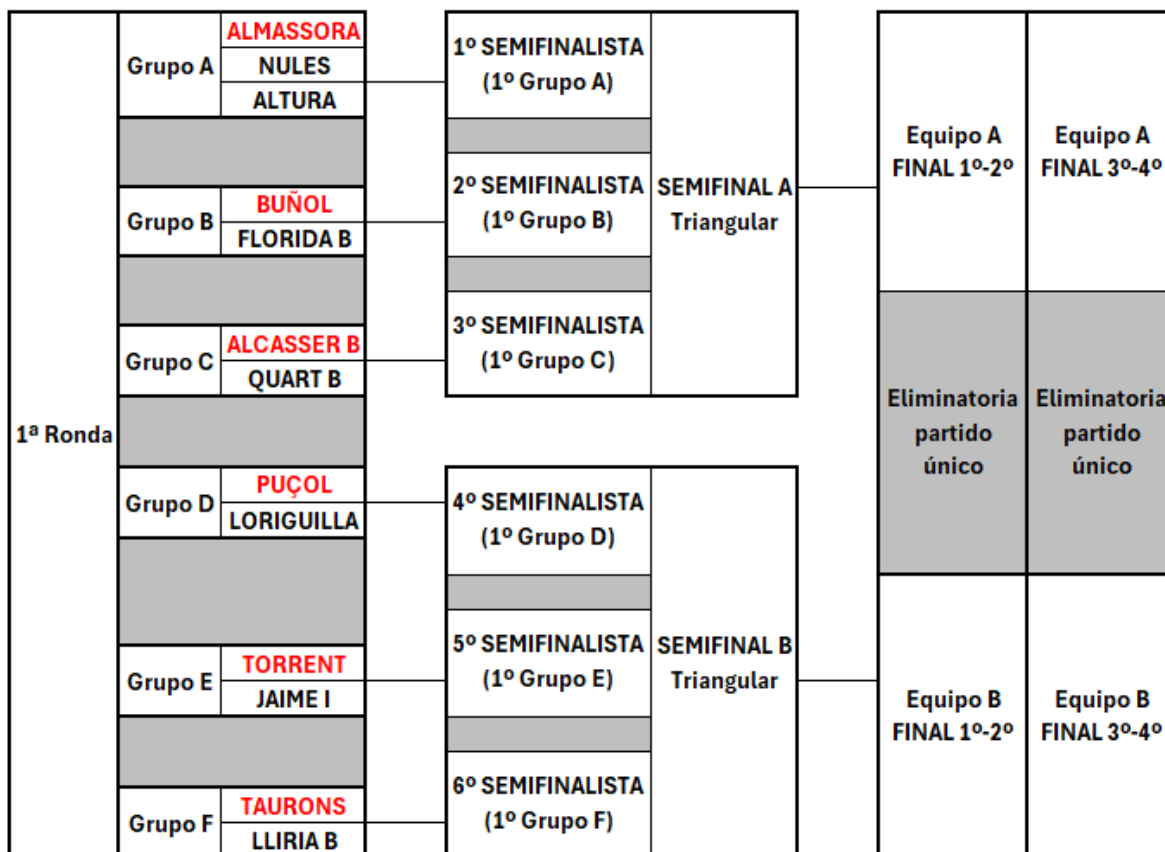 1ª Ronda
Grupo A
ALMASSORA
NULES
ALTURA
Grupo B
BUÑOL
FLORIDA B
Grupo C
ALCASSER B
QUART B
Grupo D
PUÇOL
LORIGUILLA
Grupo E
TORRENT
JAIME I
Grupo F
TAURONS
LLIRIA B
1º SEMIFINALISTA
(1º Grupo A)
2º SEMIFINALISTA
(1º Grupo B)
3º SEMIFINALISTA
(1º Grupo C)
SEMIFINAL A
Triangular
4º SEMIFINALISTA
(1º Grupo D)
5º SEMIFINALISTA
(1º Grupo E)
6º SEMIFINALISTA
(1º Grupo F)
SEMIFINAL B
Triangular
Equipo A
FINAL 1º-2º
Eliminatoria
partido
único
Equipo B
FINAL 1º-2º
Equipo A
FINAL 3º-4º
Eliminatoria
partido
único
Equipo B
FINAL 3º-4º